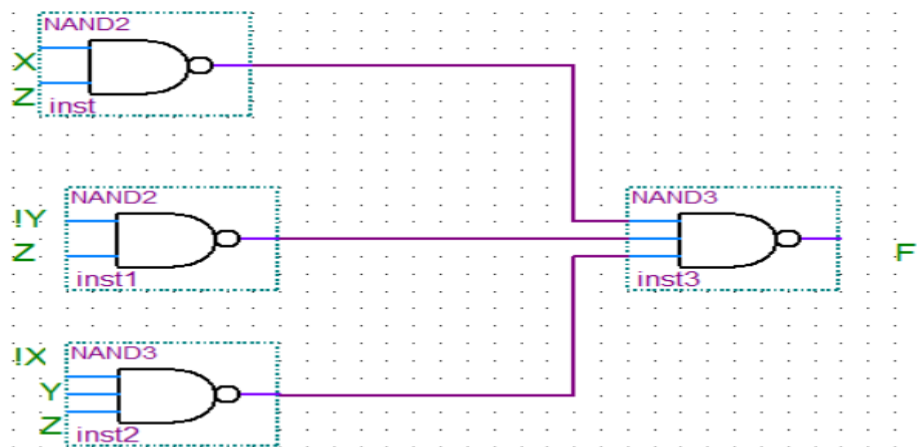 NAND2
X
Z
inst
NAND2
!Y
Z
inst1
NAND3
inst3
F
NAND3
!X
Y
Z
inst2